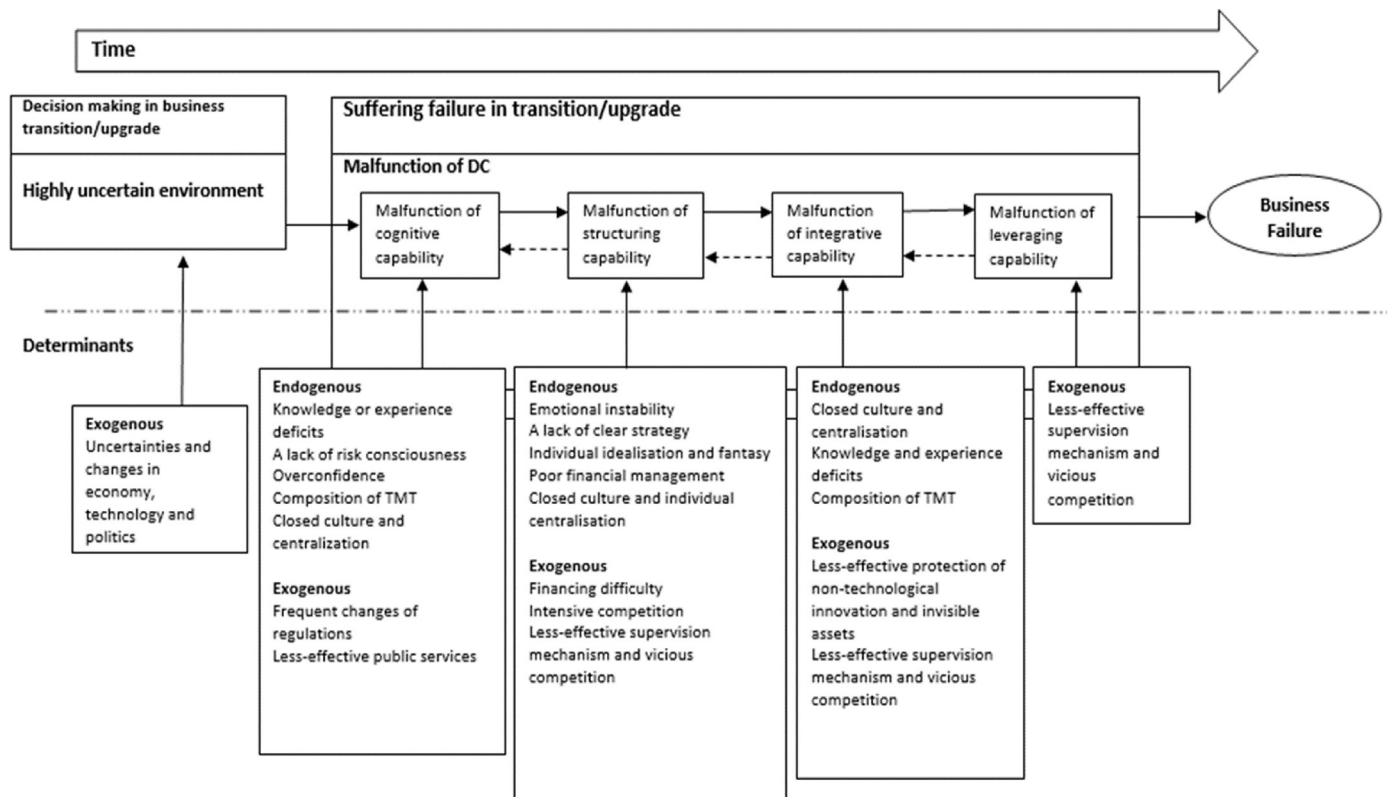 Time
Decision making in business
transition/upgrade
Highly uncertain environment
Suffering failure in transition/upgrade
Malfunction of DC
Malfunction of
cognitive
capability
Malfunction of
structuring
capability
Malfunction
of integrative
capability
Malfunction of
leveraging
capability
Business
Failure
Determinants
Exogenous
Uncertainties and
changes in
economy,
technology and
politics
Endogenous
Knowledge or experience
deficits
A lack of risk consciousness
Overconfidence
Composition of TMT
Closed culture and
centralization
Exogenous
Frequent changes of
regulations
Less-effective public services
Endogenous
Emotional instability
A lack of clear strategy
Individual idealisation and fantasy
Poor financial management
Closed culture and individual
centralisation
Exogenous
Financing difficulty
Intensive competition
Less-effective supervision
mechanism and vicious
competition
Endogenous
Closed culture and
centralisation
Knowledge and experience
deficits
Composition of TMT
Exogenous
Less-effective protection of
non-technological
innovation and invisible
assets
Less-effective supervision
mechanism and vicious
competition
Exogenous
Less-effective
supervision
mechanism and
vicious
competition